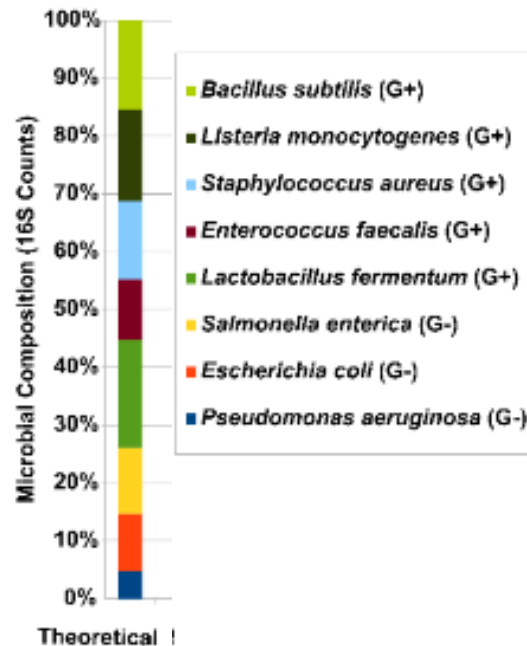 100%
90%
80%
70%
60%
50%
40%
30%
20%
10%
0%
Microbial Composition (16S Counts)
Bacillus subtilis (G+)
Listeria monocytogenes (G+)
Staphylococcus aureus (G+)
Enterococcus faecalis (G+)
Lactobacillus fermentum (G+)
Salmonella enterica (G-)
Escherichia coli (G-)
Pseudomonas aeruginosa (G-)
Theoretical